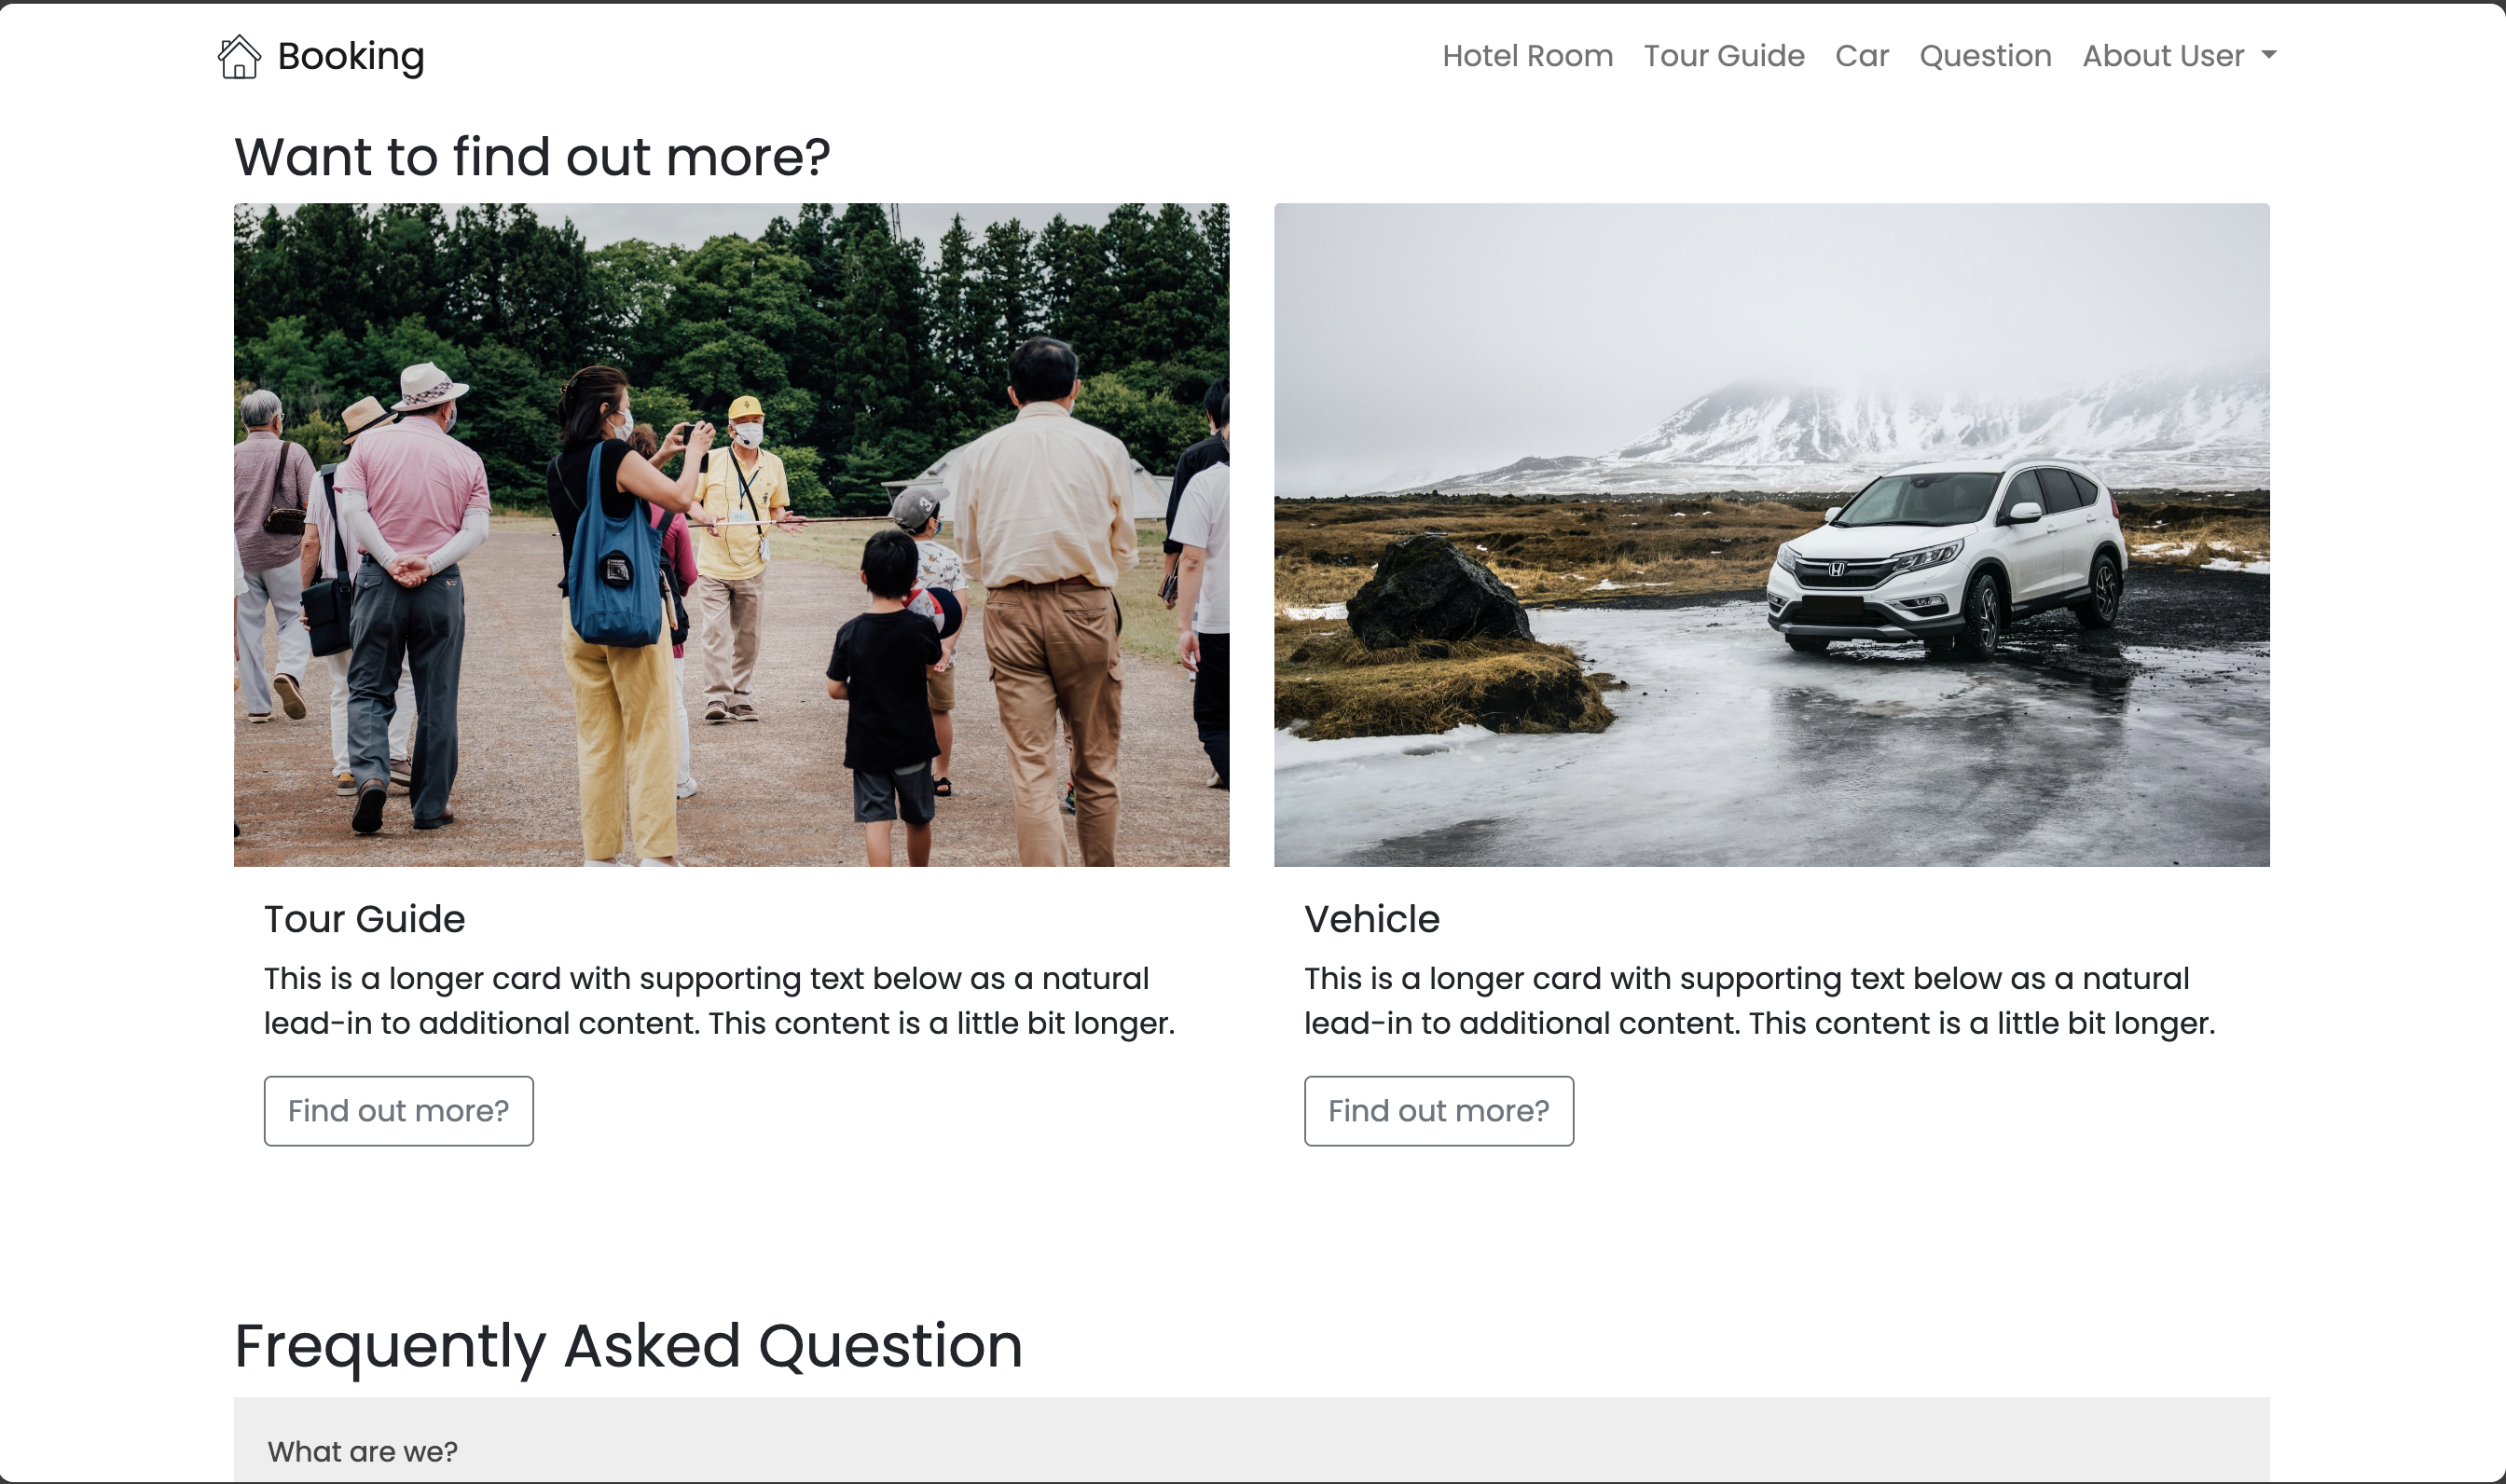 Booking
Hotel Room Tour Guide Car Question About User
Want to find out more?
Tour Guide
This is a longer card with supporting text below as a natural
lead-in to additional content. This content is a little bit longer.
Find out more?
Vehicle
This is a longer card with supporting text below as a natural
lead-in to additional content. This content is a little bit longer.
Find out more?
Frequently Asked Question
What are we?